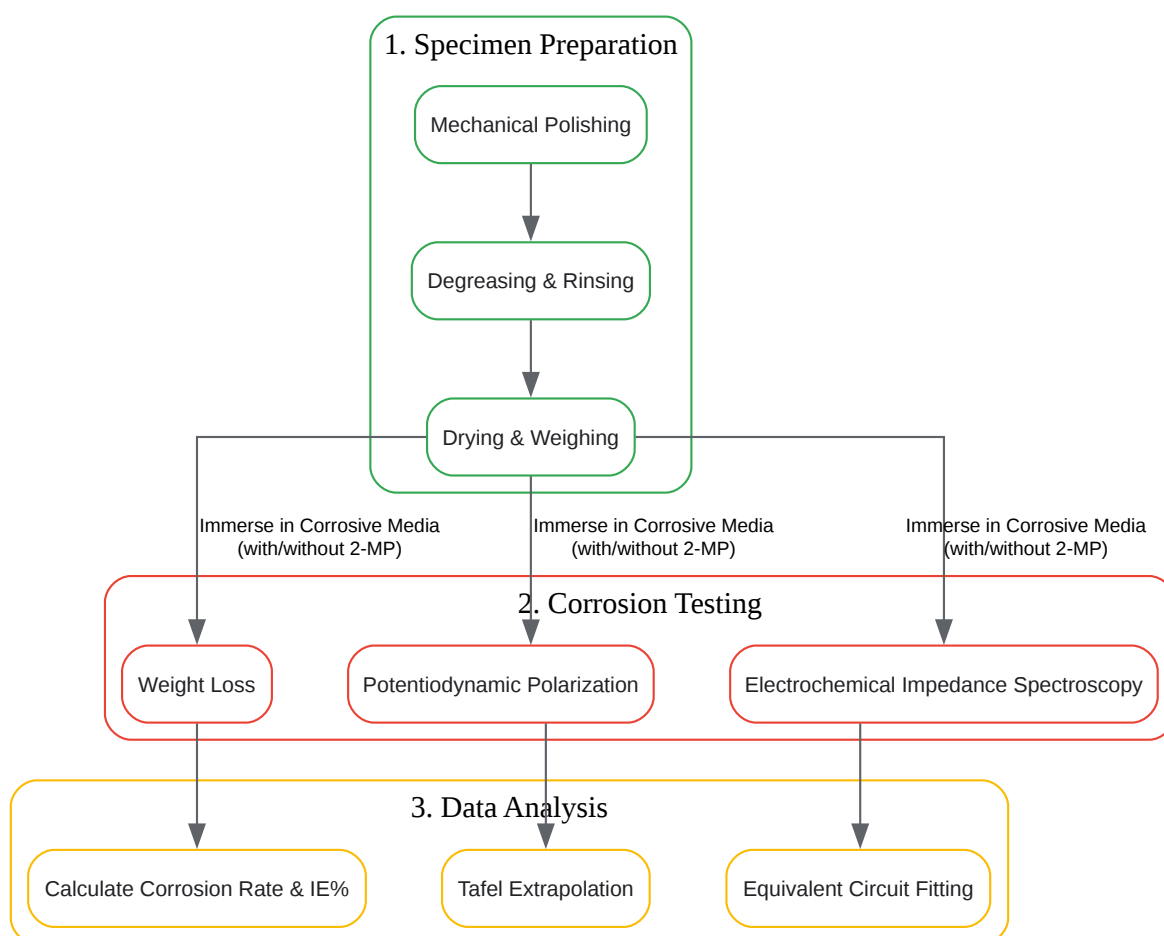 1. Specimen Preparation
Mechanical Polishing
Degreasing & Rinsing
Drying & Weighing
Immerse in Corrosive Media
(with/without 2-MP)
Immerse in Corrosive Media
(with/without 2-MP)
Immerse in Corrosive Media
(with/without 2-MP)
2. Corrosion Testing
Weight Loss
Potentiodynamic Polarization
Electrochemical Impedance Spectroscopy
3. Data Analysis
Calculate Corrosion Rate & IE%
Tafel Extrapolation
Equivalent Circuit Fitting